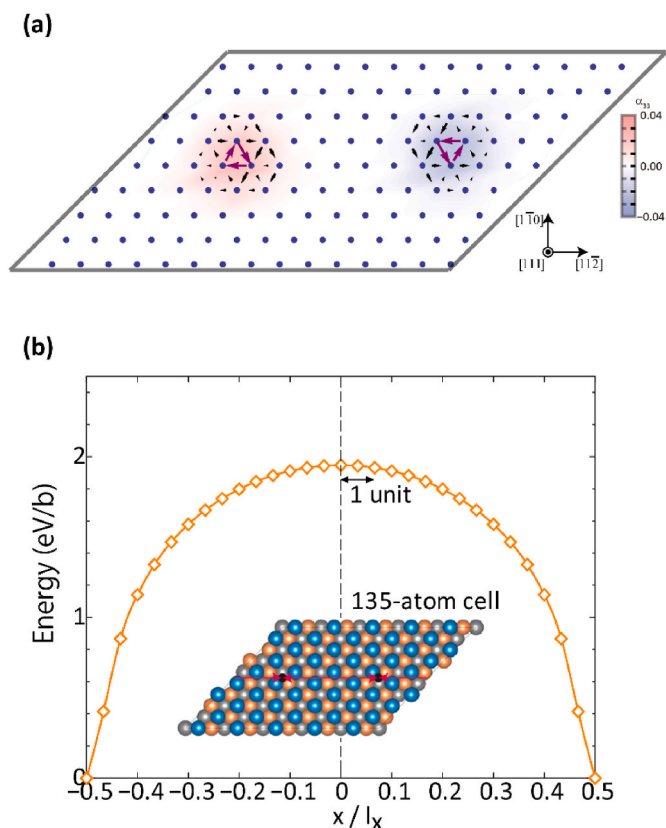 (a)
α33
0.04
0.00
-0.04
[11̅0]
[111]
[112̅]
(b)
Energy (eV/b)
2
1
0
1 unit
135-atom cell
−0.5 −0.4 −0.3 −0.2 −0.1 0 0.1 0.2 0.3 0.4 0.5
x / lx